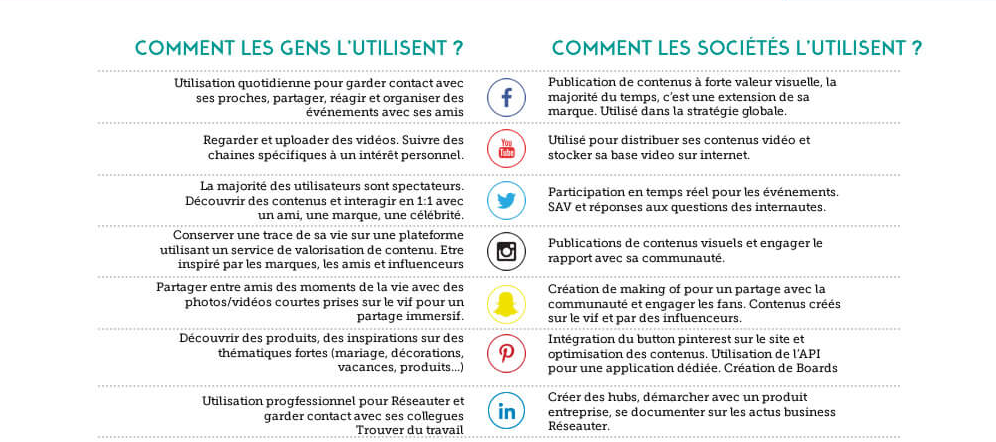 COMMENT LES GENS L'UTILISENT ?
COMMENT LES SOCIÉTÉS L'UTILISENT ?
Utilisation quotidienne pour garder contact avec
ses proches, partager, réagir et organiser des
événements avec ses amis
f
Publication de contenus à forte valeur visuelle, la
majorité du temps, c'est une extension de sa
marque. Utilisé dans la stratégie globale.
Regarder et uploader des vidéos. Suivre des
chaines spécifiques à un intérêt personnel.
You
Tube
Utilisé pour distribuer ses contenus vidéo et
stocker sa base video sur internet.
La majorité des utilisateurs sont spectateurs.
Découvrir des contenus et interagir en 1:1 avec
un ami, une marque, une célébrité.
Participation en temps réel pour les événements.
SAV et réponses aux questions des internautes.
Conserver une trace de sa vie sur une plateforme
utilisant un service de valorisation de contenu. Etre
inspiré par les marques, les amis et influenceurs
Publications de contenus visuels et engager le
rapport avec sa communauté.
Partager entre amis des moments de la vie avec des
photos/vidéos courtes prises sur le vif pour un
partage immersif.
Création de making of pour un partage avec la
communauté et engager les fans. Contenus créés
sur le vif et par des influenceurs.
Découvrir des produits, des inspirations sur des
thématiques fortes (mariage, décorations,
vacances, produits...)
Intégration du button pinterest sur le site et
optimisation des contenus. Utilisation de l'API
pour une application dédiée. Création de Boards
Utilisation progfessionnel pour Réseauter et
garder contact avec ses collegues
Trouver du travail
in
Créer des hubs, démarcher avec un produit
entreprise, se documenter sur les actus business
Réseauter.